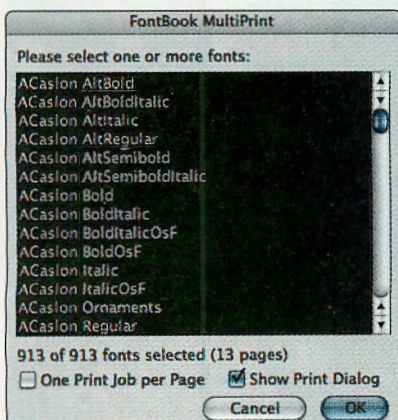 FontBook MultiPrint
Please select one or more fonts:
ACaslon AltBold
ACaslon AltBoldItalic
ACaslon AltItalic
ACaslon AltRegular
ACaslon AltSemibold
ACaslon AltSemiboldItalic
ACaslon Bold
ACaslon BoldItalic
ACaslon BoldItalicOsF
ACaslon BoldOsF
ACaslon Italic
ACaslon ItalicOsF
ACaslon Ornaments
ACaslon Regular
913 of 913 fonts selected (13 pages)
One Print Job per Page Show Print Dialog
Cancel OK